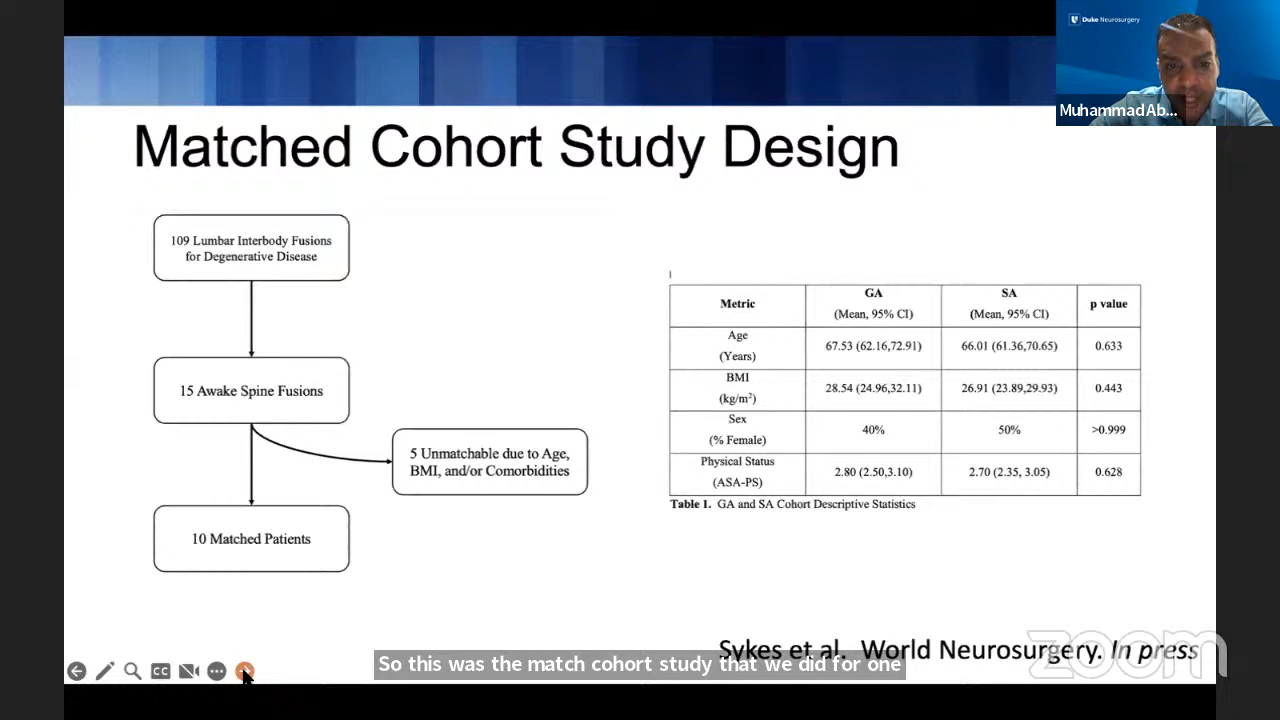 Duke Neurosurgery
Muhammad Ab...
Matched Cohort Study Design
109 Lumbar Interbody Fusions
for Degenerative Disease
15 Awake Spine Fusions
5 Unmatchable due to Age,
BMI, and/or Comorbidities
10 Matched Patients
Metric GA (Mean, 95% CI) SA (Mean, 95% CI) p value
Age (Years) 67.53 (62.16,72.91) 66.01 (61.36,70.65) 0.633
BMI (kg/m²) 28.54 (24.96,32.11) 26.91 (23.89,29.93) 0.443
Sex (% Female) 40% 50% >0.999
Physical Status (ASA-PS) 2.80 (2.50,3.10) 2.70 (2.35, 3.05) 0.628
Table 1. GA and SA Cohort Descriptive Statistics
Sykes et al. World Neurosurgery. In press
zoom
CC
So this was the match cohort study that we did for one